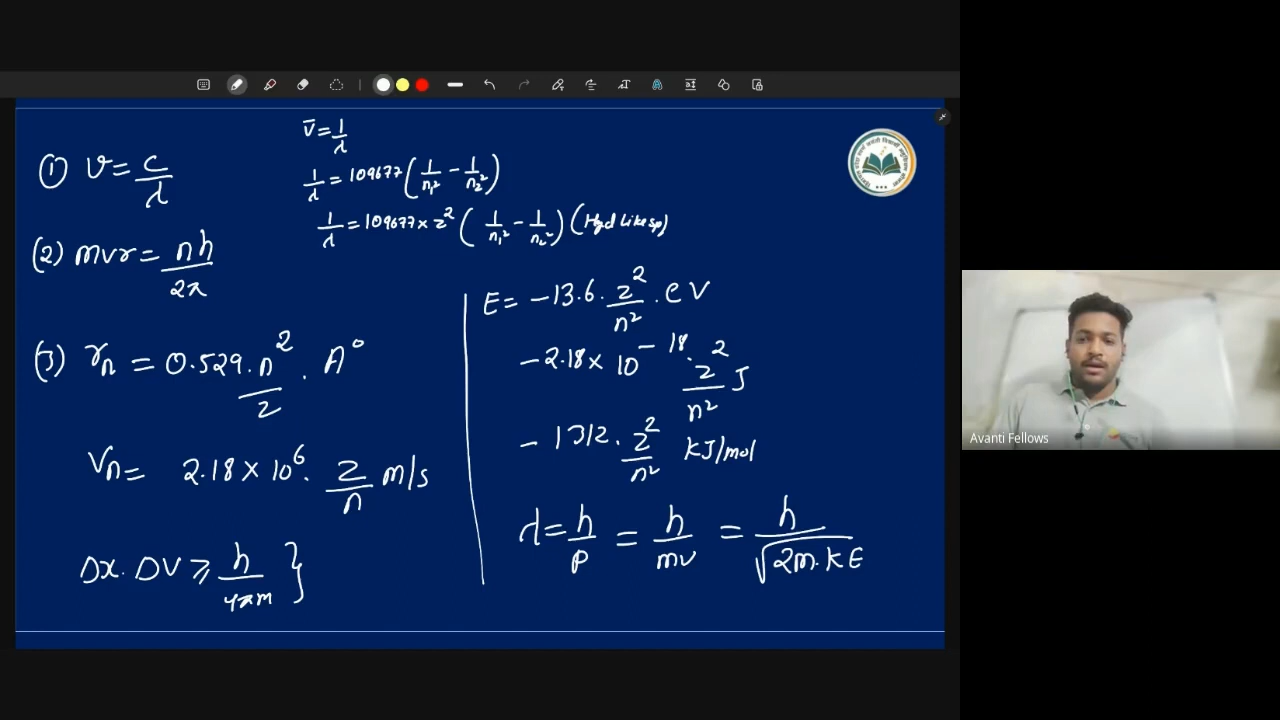 ν̅ = 1/λ
① ν = c/λ
1/λ = 109677 (1/n₁² - 1/n₂²)
1/λ = 109677 × z² (1/n₁² - 1/n₂²) (Hyd like sp)
(2) mvr = nh/2π
(3) rₙ = 0.529 . n²/z . A°
Vₙ = 2.18 × 10⁶ . z/n m/s
Δx . ΔV ⩾ h/4πm }
E = -13.6 . z²/n² . eV
-2.18 × 10⁻¹⁸ . z²/n² J
-1312 . z²/n² KJ/mol
λ = h/p = h/mv = h/√2m.KE
Avanti Fellows